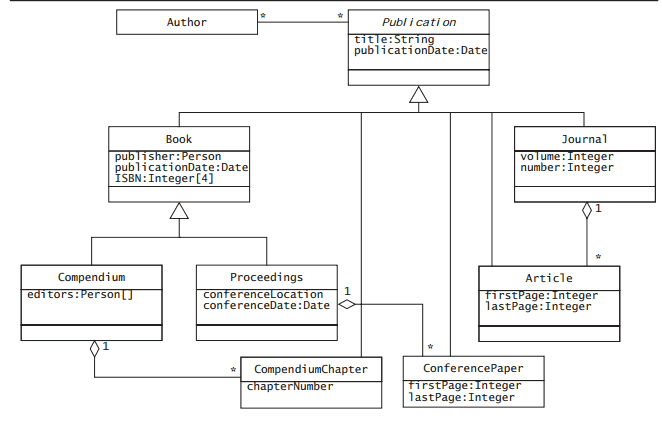 Author
*
*
Publication
title:String
publicationDate:Date
Book
publisher:Person
publicationDate:Date
ISBN:Integer[4]
Journal
volume:Integer
number:Integer
1
*
Compendium
editors:Person[]
Proceedings
conferenceLocation
conferenceDate:Date
1
*
Article
firstPage:Integer
lastPage:Integer
1
*
CompendiumChapter
chapterNumber
ConferencePaper
firstPage:Integer
lastPage:Integer